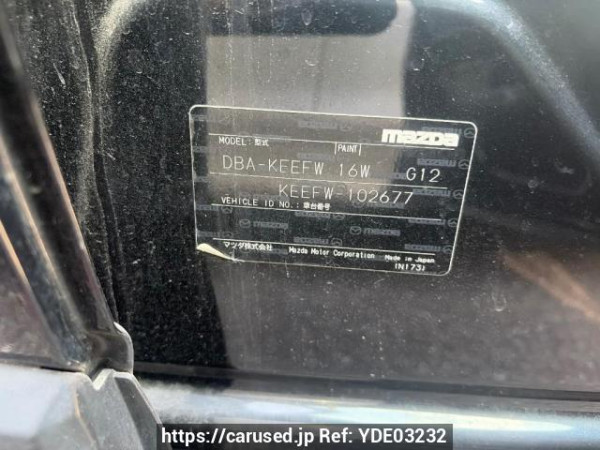 mazda
MODEL: 型式 PAINT
DBA-KEEFW 16W G12
KEEFW-102677
VEHICLE ID NO.: 車台番号
マツダ株式会社 Mazda Motor Corporation Made in Japan
(N173)
https://carused.jp Ref: YDE03232